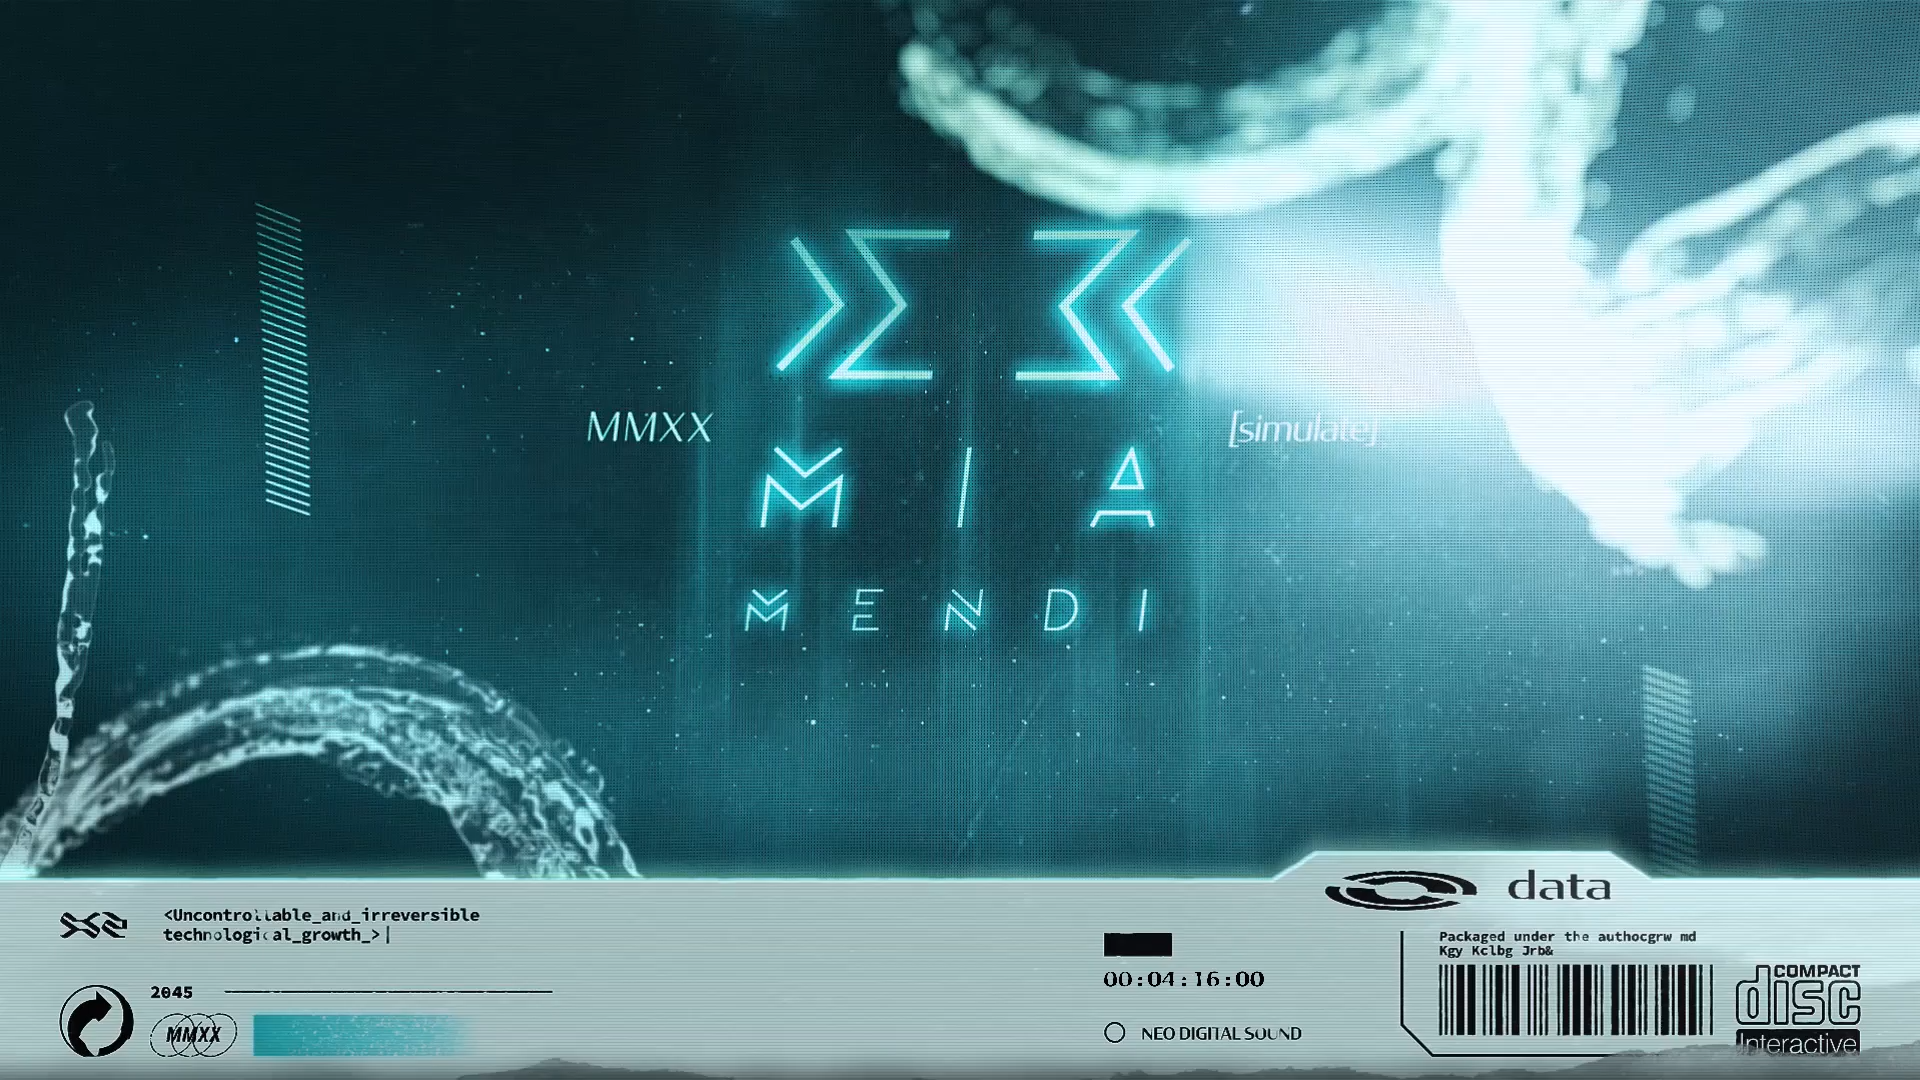 MMXX
[simulate]
MIA
MENDI
data
<Uncontrollable_and_irreversible
technological_growth_>|
Packaged under the authocgrw md
Kgy Kclbg Jrb&
00:04:16:00
2045
MMXX
NEO DIGITAL SOUND
COMPACT
disc
Interactive